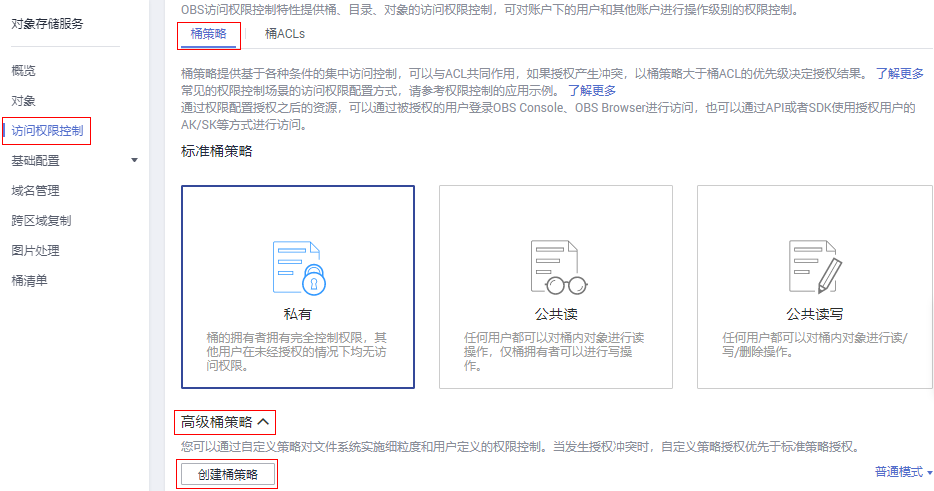 对象存储服务
概览
对象
访问权限控制
基础配置
域名管理
跨区域复制
图片处理
桶清单
OBS访问权限控制特性提供桶、目录、对象的访问权限控制，可对账户下的用户和其他账户进行操作级别的权限控制。
桶策略
桶ACLs
桶策略提供基于各种条件的集中访问控制，可以与ACL共同作用，如果授权产生冲突，以桶策略大于桶ACL的优先级决定授权结果。 了解更多
常见的权限控制场景的访问权限配置方式，请参考权限控制的应用示例。 了解更多
通过权限配置授权之后的资源，可以通过被授权的用户登录OBS Console、OBS Browser进行访问，也可以通过API或者SDK使用授权用户的
AK/SK等方式进行访问。
标准桶策略
私有
桶的拥有者拥有完全控制权限，其
他用户在未经授权的情况下均无访
问权限。
公共读
任何用户都可以对桶内对象进行读
操作，仅桶拥有者可以进行写操
作。
公共读写
任何用户都可以对桶内对象进行读/
写/删除操作。
高级桶策略
您可以通过自定义策略对文件系统实施细粒度和用户定义的权限控制。当发生授权冲突时，自定义策略授权优先于标准策略授权。
创建桶策略
普通模式